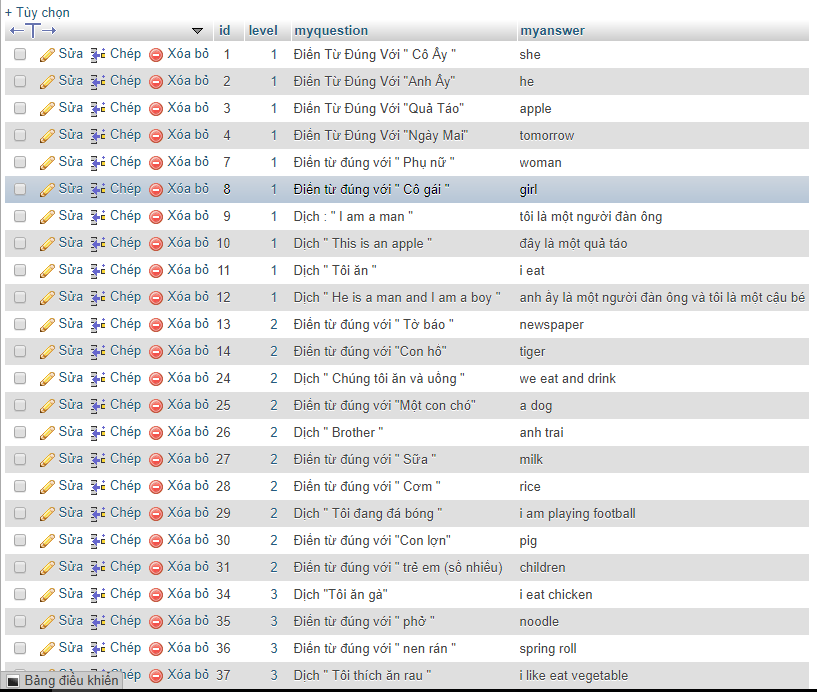 + Tùy chọn
id level myquestion myanswer
Sửa Chép Xóa bỏ 1 1 Điền Từ Đúng Với " Cô Ấy " she
Sửa Chép Xóa bỏ 2 1 Điền Từ Đúng Với "Anh Ấy" he
Sửa Chép Xóa bỏ 3 1 Điền Từ Đúng Với "Quả Táo" apple
Sửa Chép Xóa bỏ 4 1 Điền Từ Đúng Với "Ngày Mai" tomorrow
Sửa Chép Xóa bỏ 7 1 Điền từ đúng với " Phụ nữ " woman
Sửa Chép Xóa bỏ 8 1 Điền từ đúng với " Cô gái " girl
Sửa Chép Xóa bỏ 9 1 Dịch : " I am a man " tôi là một người đàn ông
Sửa Chép Xóa bỏ 10 1 Dịch " This is an apple " đây là một quả táo
Sửa Chép Xóa bỏ 11 1 Dịch " Tôi ăn " i eat
Sửa Chép Xóa bỏ 12 1 Dịch " He is a man and I am a boy " anh ấy là một người đàn ông và tôi là một cậu bé
Sửa Chép Xóa bỏ 13 2 Điền từ đúng với " Tờ báo " newspaper
Sửa Chép Xóa bỏ 14 2 Điền từ đúng với "Con hổ" tiger
Sửa Chép Xóa bỏ 24 2 Dịch " Chúng tôi ăn và uống " we eat and drink
Sửa Chép Xóa bỏ 25 2 Điền từ đúng với "Một con chó" a dog
Sửa Chép Xóa bỏ 26 2 Dịch " Brother " anh trai
Sửa Chép Xóa bỏ 27 2 Điền từ đúng với " Sữa " milk
Sửa Chép Xóa bỏ 28 2 Điền từ đúng với " Cơm " rice
Sửa Chép Xóa bỏ 29 2 Dịch " Tôi đang đá bóng " i am playing football
Sửa Chép Xóa bỏ 30 2 Điền từ đúng với "Con lợn" pig
Sửa Chép Xóa bỏ 31 2 Điền từ đúng với " trẻ em (số nhiều) children
Sửa Chép Xóa bỏ 34 3 Dịch "Tôi ăn gà" i eat chicken
Sửa Chép Xóa bỏ 35 3 Điền từ đúng với " phở " noodle
Sửa Chép Xóa bỏ 36 3 Điền từ đúng với " nen rán " spring roll
Bảng điều khiển Xóa bỏ 37 3 Dịch " Tôi thích ăn rau " i like eat vegetable